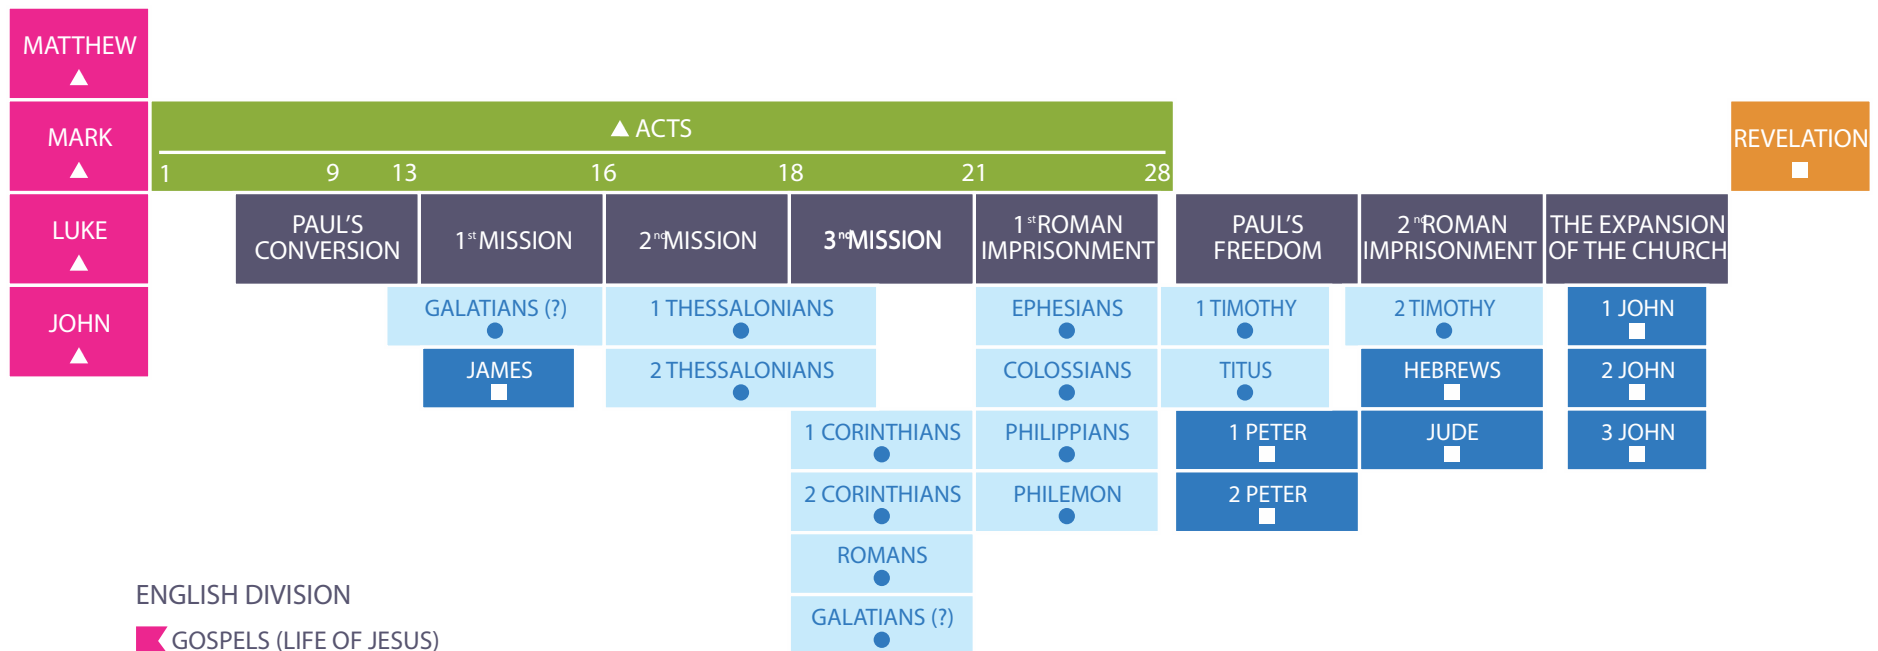 MATTHEW
MARK
LUKE
JOHN
ACTS
1 9 13 16 18 21 28
REVELATION
PAUL'S
CONVERSION
1st MISSION
2nd MISSION
3nd MISSION
1st ROMAN
IMPRISONMENT
PAUL'S
FREEDOM
2nd ROMAN
IMPRISONMENT
THE EXPANSION
OF THE CHURCH
GALATIANS (?)
1 THESSALONIANS
EPHESIANS
1 TIMOTHY
2 TIMOTHY
1 JOHN
JAMES
2 THESSALONIANS
COLOSSIANS
TITUS
HEBREWS
2 JOHN
1 CORINTHIANS
PHILIPPIANS
1 PETER
JUDE
3 JOHN
2 CORINTHIANS
PHILEMON
2 PETER
ROMANS
GALATIANS (?)
ENGLISH DIVISION
GOSPELS (LIFE OF JESUS)